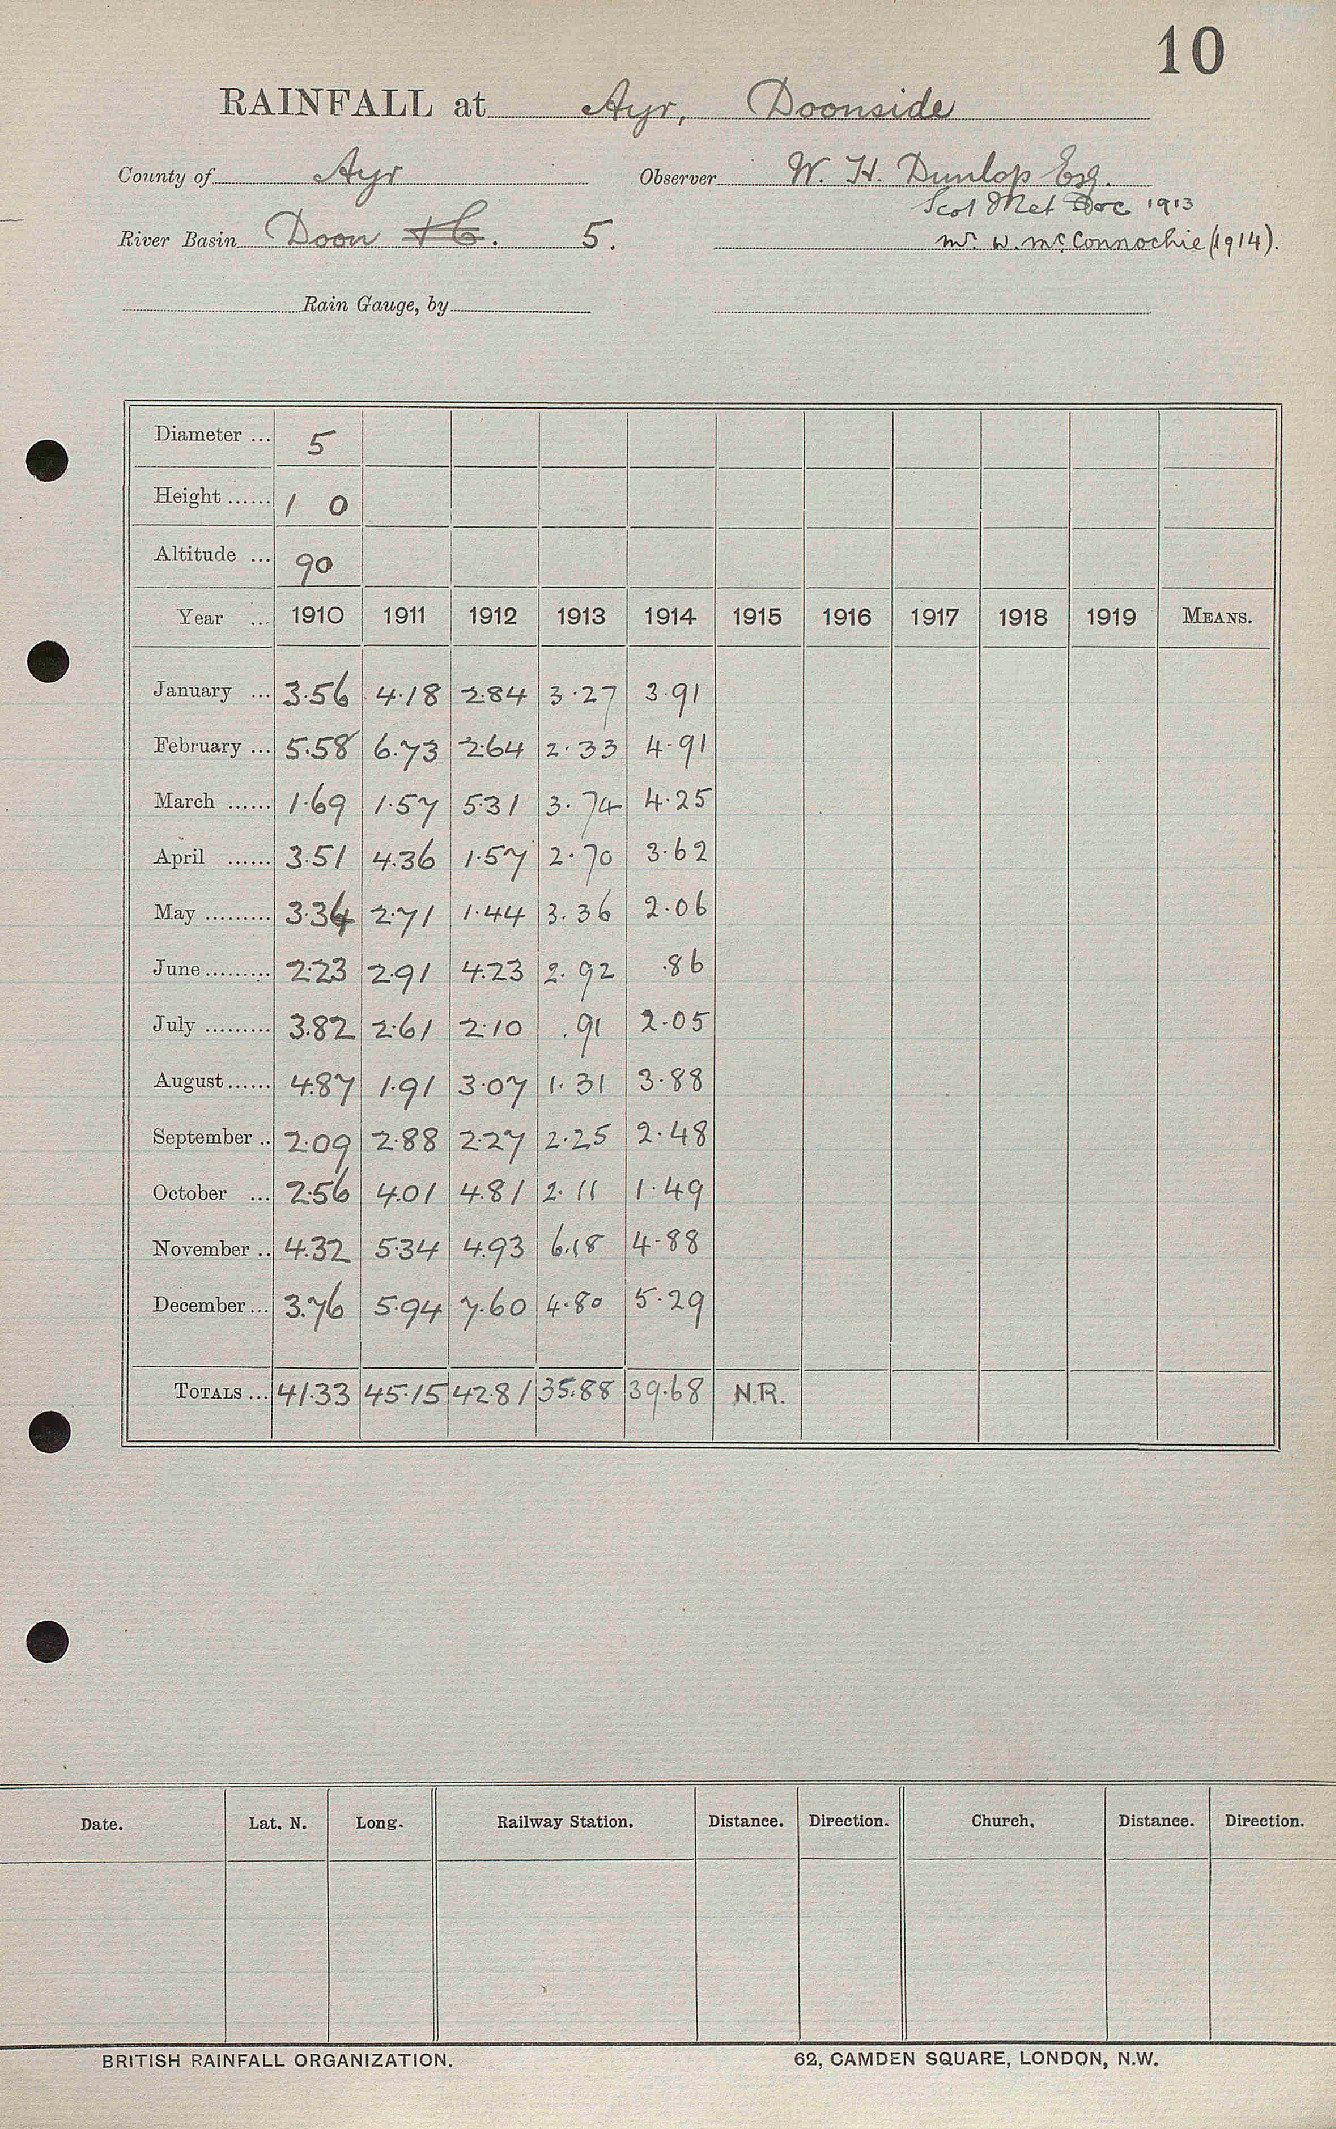 10
RAINFALL at Ayr, Doonside
County of Ayr Observer W. H. Dunlop Esq.
Scot Met Soc 1913
River Basin Doon 5. Mr. W. McConnochie (1914).
Rain Gauge, by
Diameter ... 5
Height ...... 1 0
Altitude ... 90
Year ... 1910 1911 1912 1913 1914 1915 1916 1917 1918 1919 MEANS.
January ... 3.56 4.18 2.84 3.27 3.91
February ... 5.58 6.73 2.64 2.33 4.91
March ...... 1.69 1.57 5.31 3.74 4.25
April ...... 3.51 4.36 1.57 2.70 3.62
May ......... 3.34 2.71 1.44 3.36 2.06
June ......... 2.23 2.91 4.23 2.92 .86
July ......... 3.82 2.61 2.10 .91 2.05
August ...... 4.87 1.91 3.07 1.31 3.88
September .. 2.09 2.88 2.27 2.25 2.48
October ... 2.56 4.01 4.81 2.11 1.49
November .. 4.32 5.34 4.93 6.18 4.88
December ... 3.76 5.94 7.60 4.80 5.29
TOTALS ... 41.33 45.15 42.81 35.88 39.68 N.R.
Date. Lat. N. Long. Railway Station. Distance. Direction. Church. Distance. Direction.
BRITISH RAINFALL ORGANIZATION. 62, CAMDEN SQUARE, LONDON, N.W.